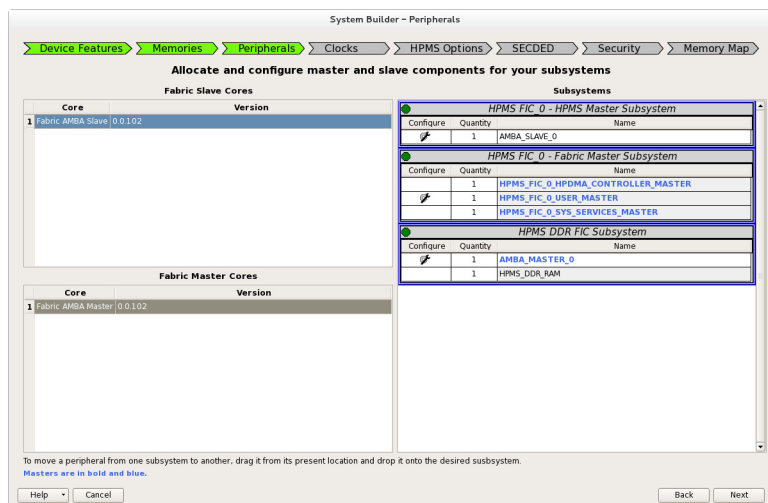 System Builder – Peripherals
Device Features Memories Peripherals Clocks HPMS Options SECDED Security Memory Map
Allocate and configure master and slave components for your subsystems
Fabric Slave Cores
Core Version
1 Fabric AMBA Slave 0.0.102
Fabric Master Cores
Core Version
1 Fabric AMBA Master 0.0.102
Subsystems
HPMS FIC_0 - HPMS Master Subsystem
Configure Quantity Name
1 AMBA_SLAVE_0
HPMS FIC_0 - Fabric Master Subsystem
Configure Quantity Name
1 HPMS_FIC_0_HPDMA_CONTROLLER_MASTER
1 HPMS_FIC_0_USER_MASTER
1 HPMS_FIC_0_SYS_SERVICES_MASTER
HPMS DDR FIC Subsystem
Configure Quantity Name
1 AMBA_MASTER_0
1 HPMS_DDR_RAM
To move a peripheral from one subsystem to another, drag it from its present location and drop it onto the desired susbsystem.
Masters are in bold and blue.
Help Cancel Back Next